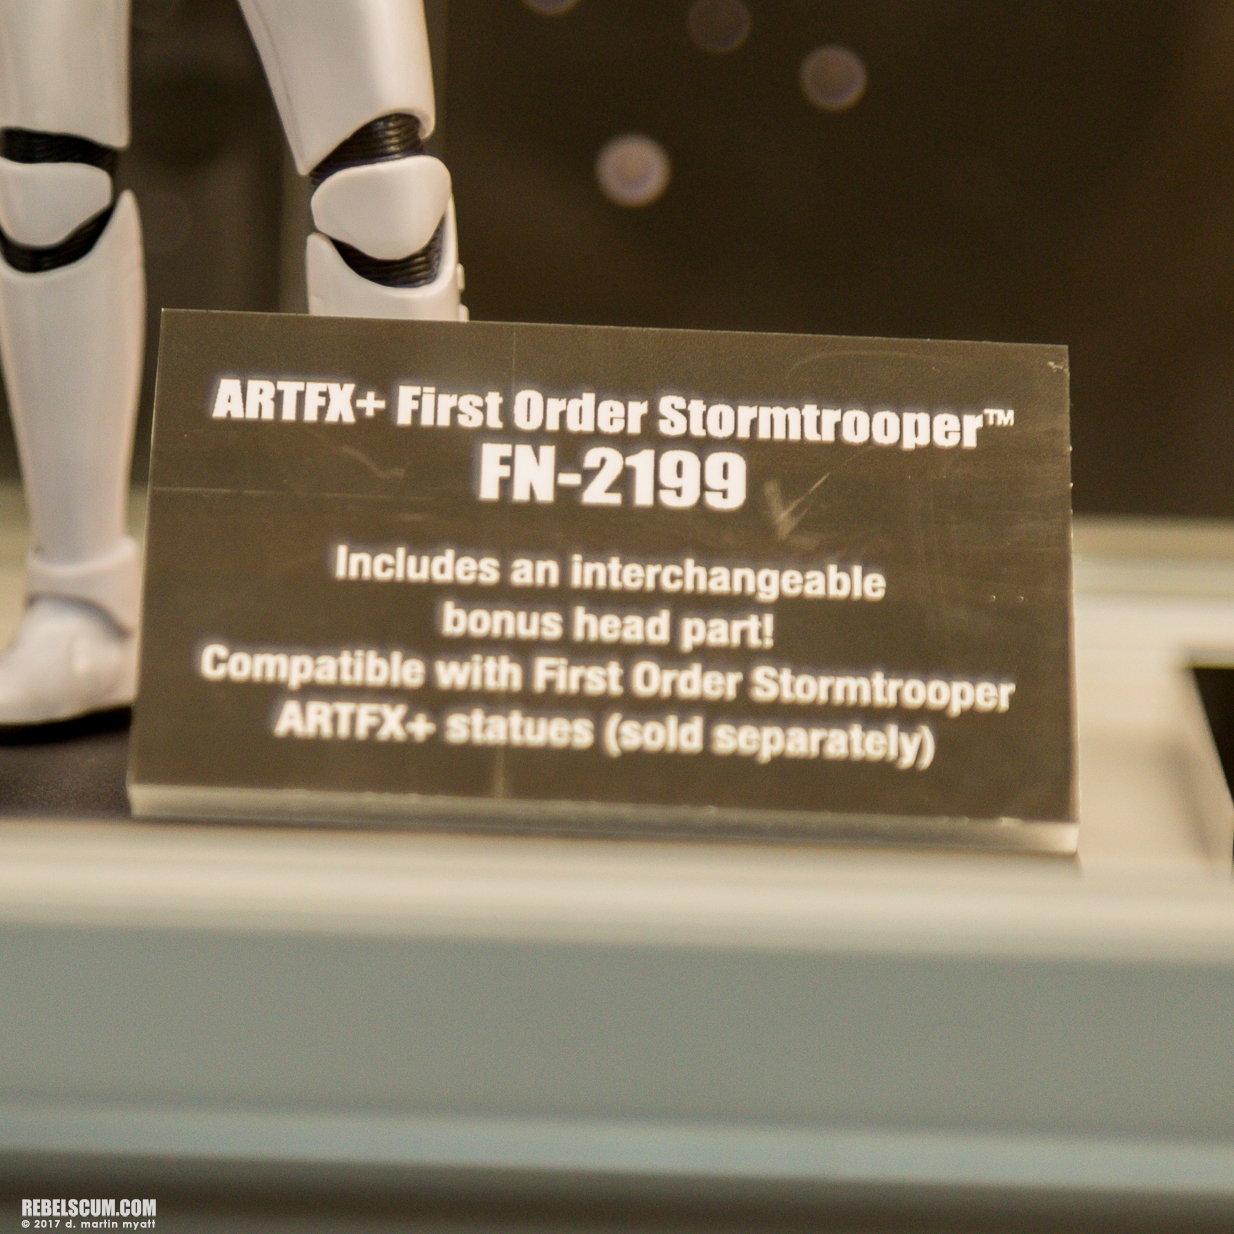 ARTFX+ First Order Stormtrooper™
FN-2199
Includes an interchangeable
bonus head part!
Compatible with First Order Stormtrooper
ARTFX+ statues (sold separately)
REBELSCUM.COM
© 2017 d. martin myatt